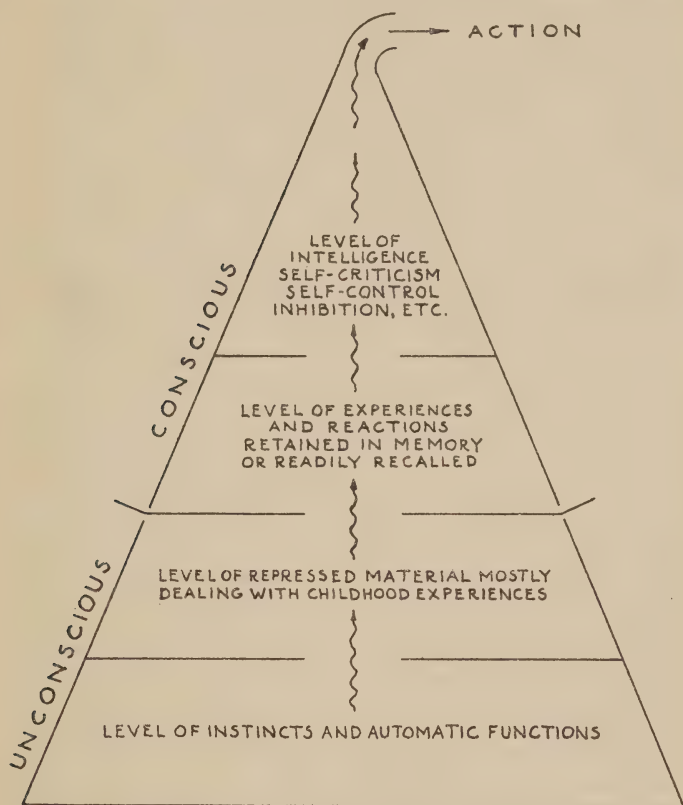 ACTION
CONSCIOUS
LEVEL OF
INTELLIGENCE
SELF-CRITICISM
SELF-CONTROL
INHIBITION, ETC.
LEVEL OF EXPERIENCES
AND REACTIONS
RETAINED IN MEMORY
OR READILY RECALLED
UNCONSCIOUS
LEVEL OF REPRESSED MATERIAL MOSTLY
DEALING WITH CHILDHOOD EXPERIENCES
LEVEL OF INSTINCTS AND AUTOMATIC FUNCTIONS